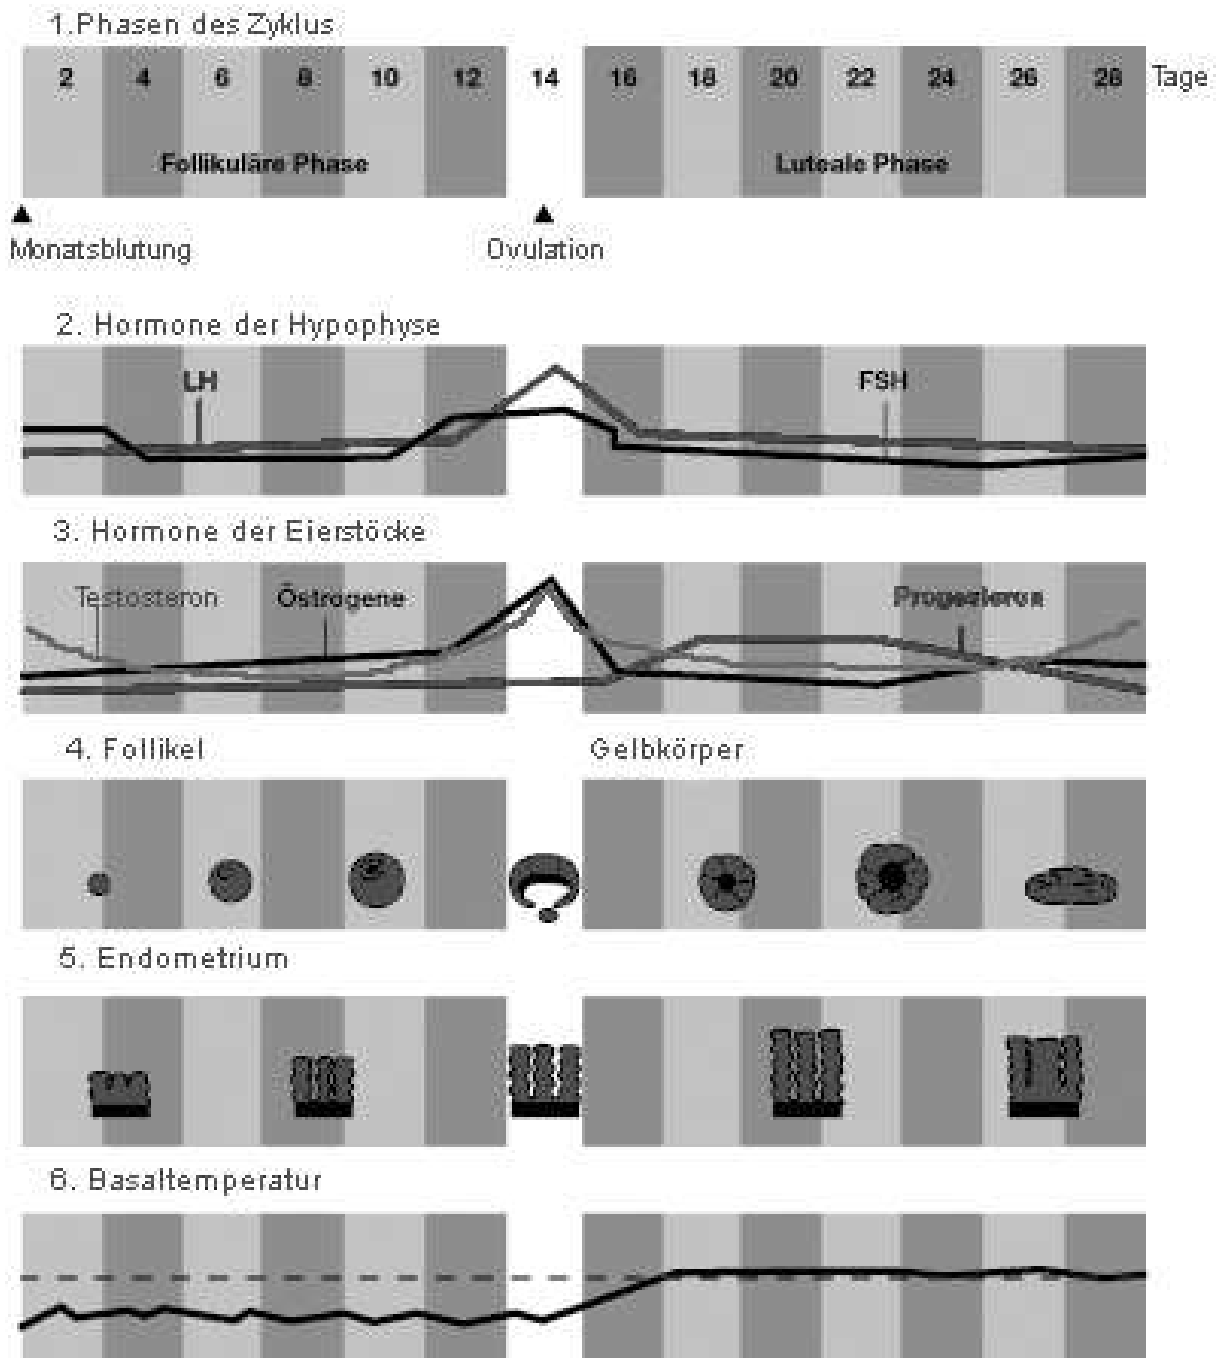 1.Phasen des Zyklus
2 4 6 8 10 12 14 16 18 20 22 24 26 28 Tage
Follikuläre Phase Luteale Phase
Monatsblutung Ovulation
2. Hormone der Hypophyse
LH FSH
3. Hormone der Eierstöcke
Testosteron Östrogene Progesteron
4. Follikel Gelbkörper
5. Endometrium
6. Basaltemperatur